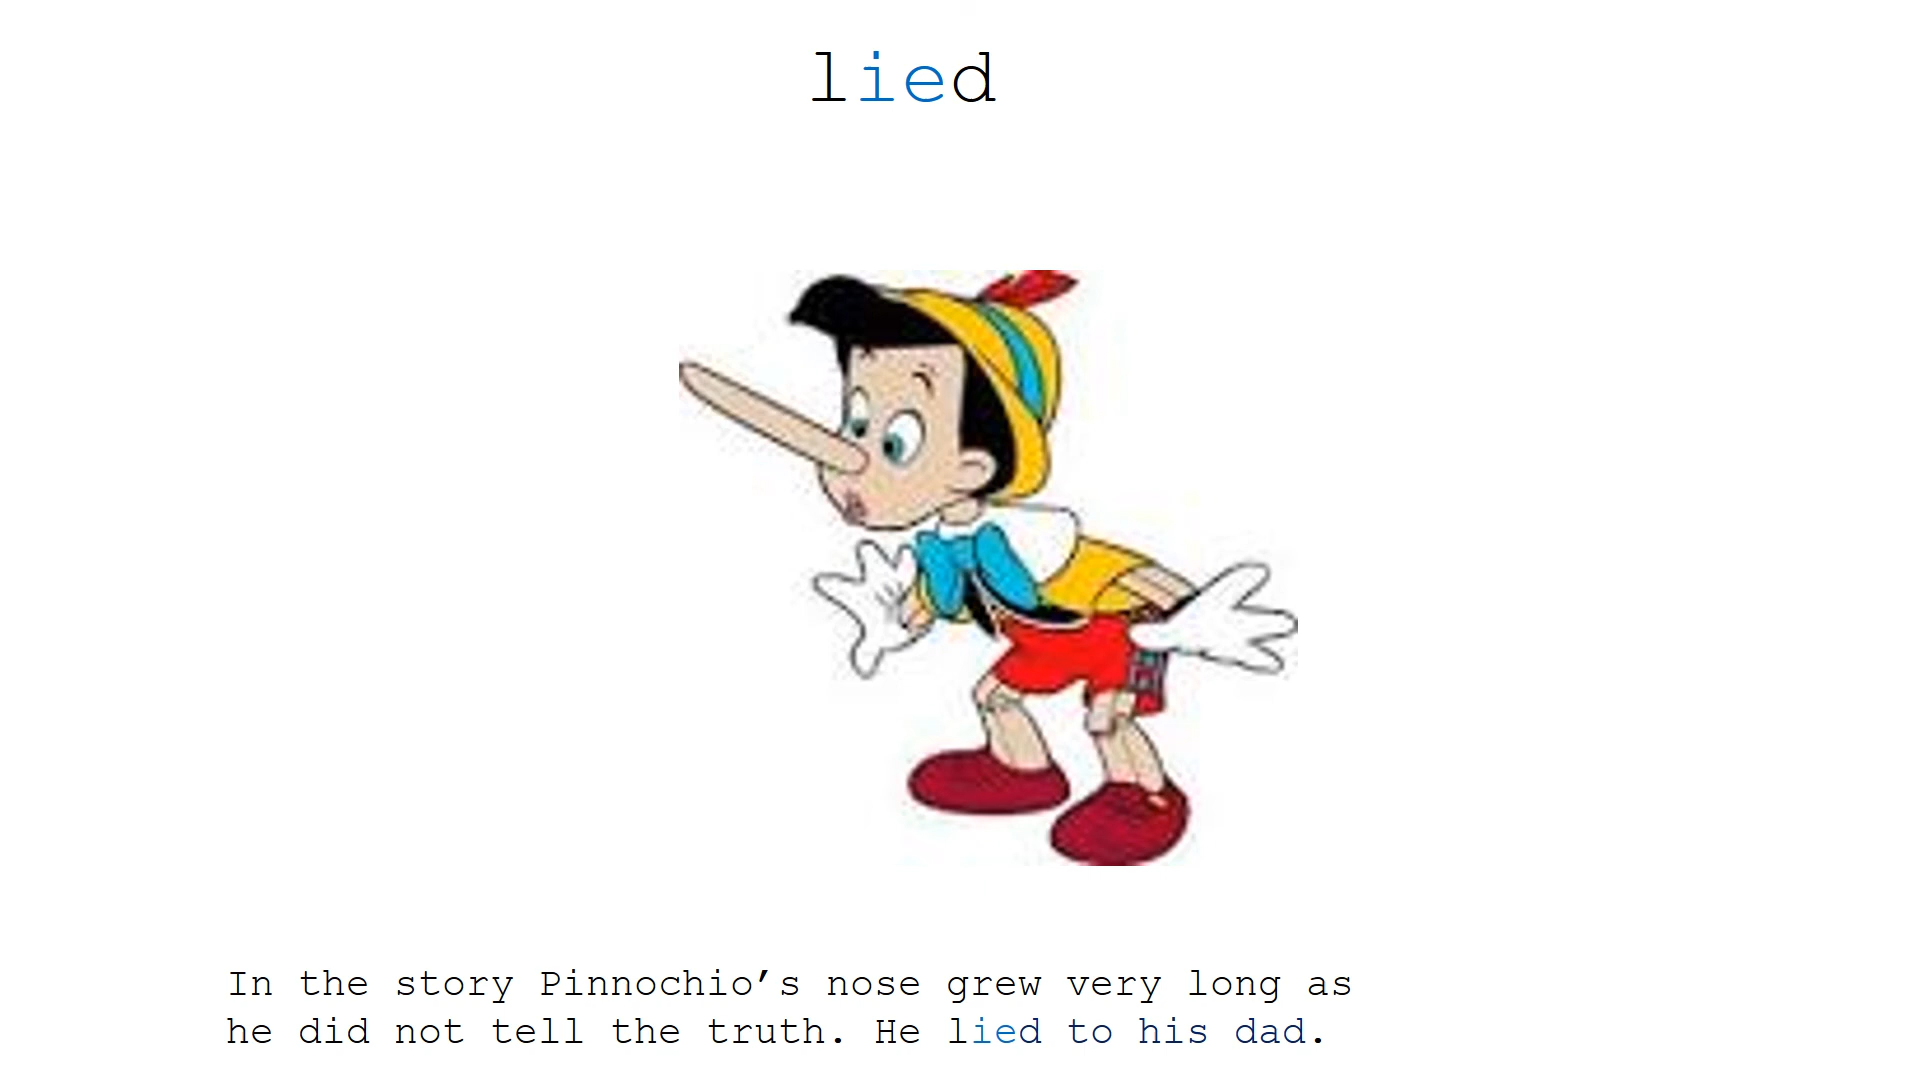 lied
In the story Pinnochio’s nose grew very long as
he did not tell the truth. He lied to his dad.